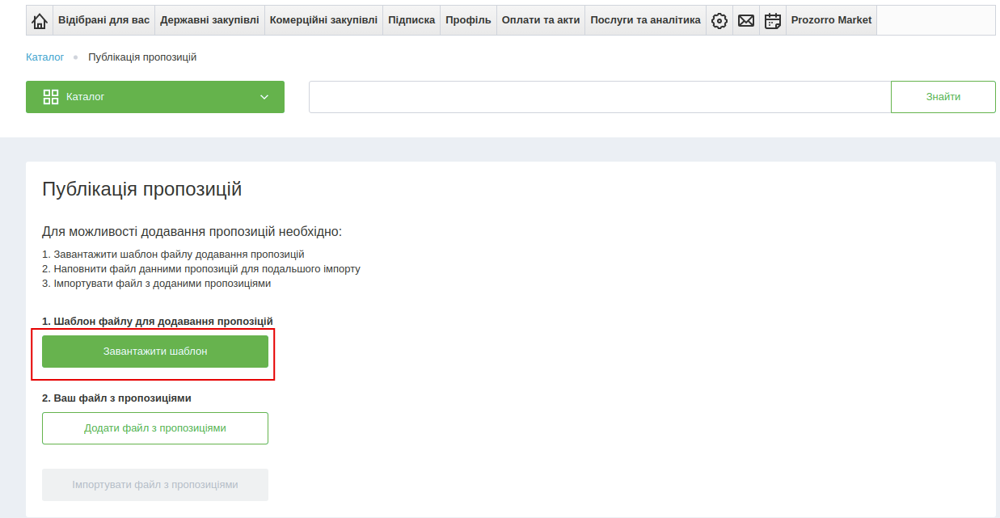 Відібрані для вас Державні закупівлі Комерційні закупівлі Підписка Профіль Оплати та акти Послуги та аналітика Prozorro Market
Каталог Публікація пропозицій
Каталог Знайти
Публікація пропозицій
Для можливості додавання пропозицій необхідно:
1. Завантажити шаблон файлу додавання пропозицій
2. Наповнити файл данними пропозицій для подальшого імпорту
3. Імпортувати файл з доданими пропозиціями
1. Шаблон файлу для додавання пропозіцій
Завантажити шаблон
2. Ваш файл з пропозиціями
Додати файл з пропозиціями
Імпортувати файл з пропозиціями